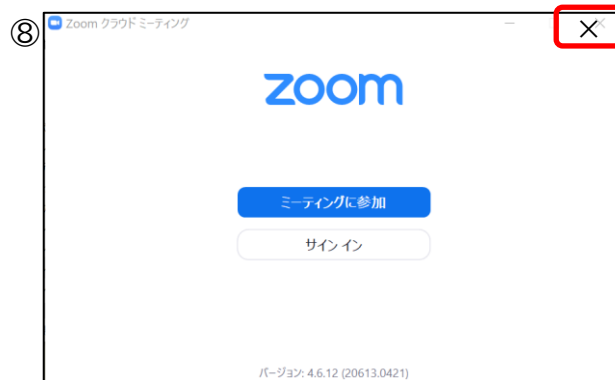 ⑧
Zoom クラウド ミーティング
zoom
ミーティングに参加
サイン イン
バージョン: 4.6.12 (20613.0421)